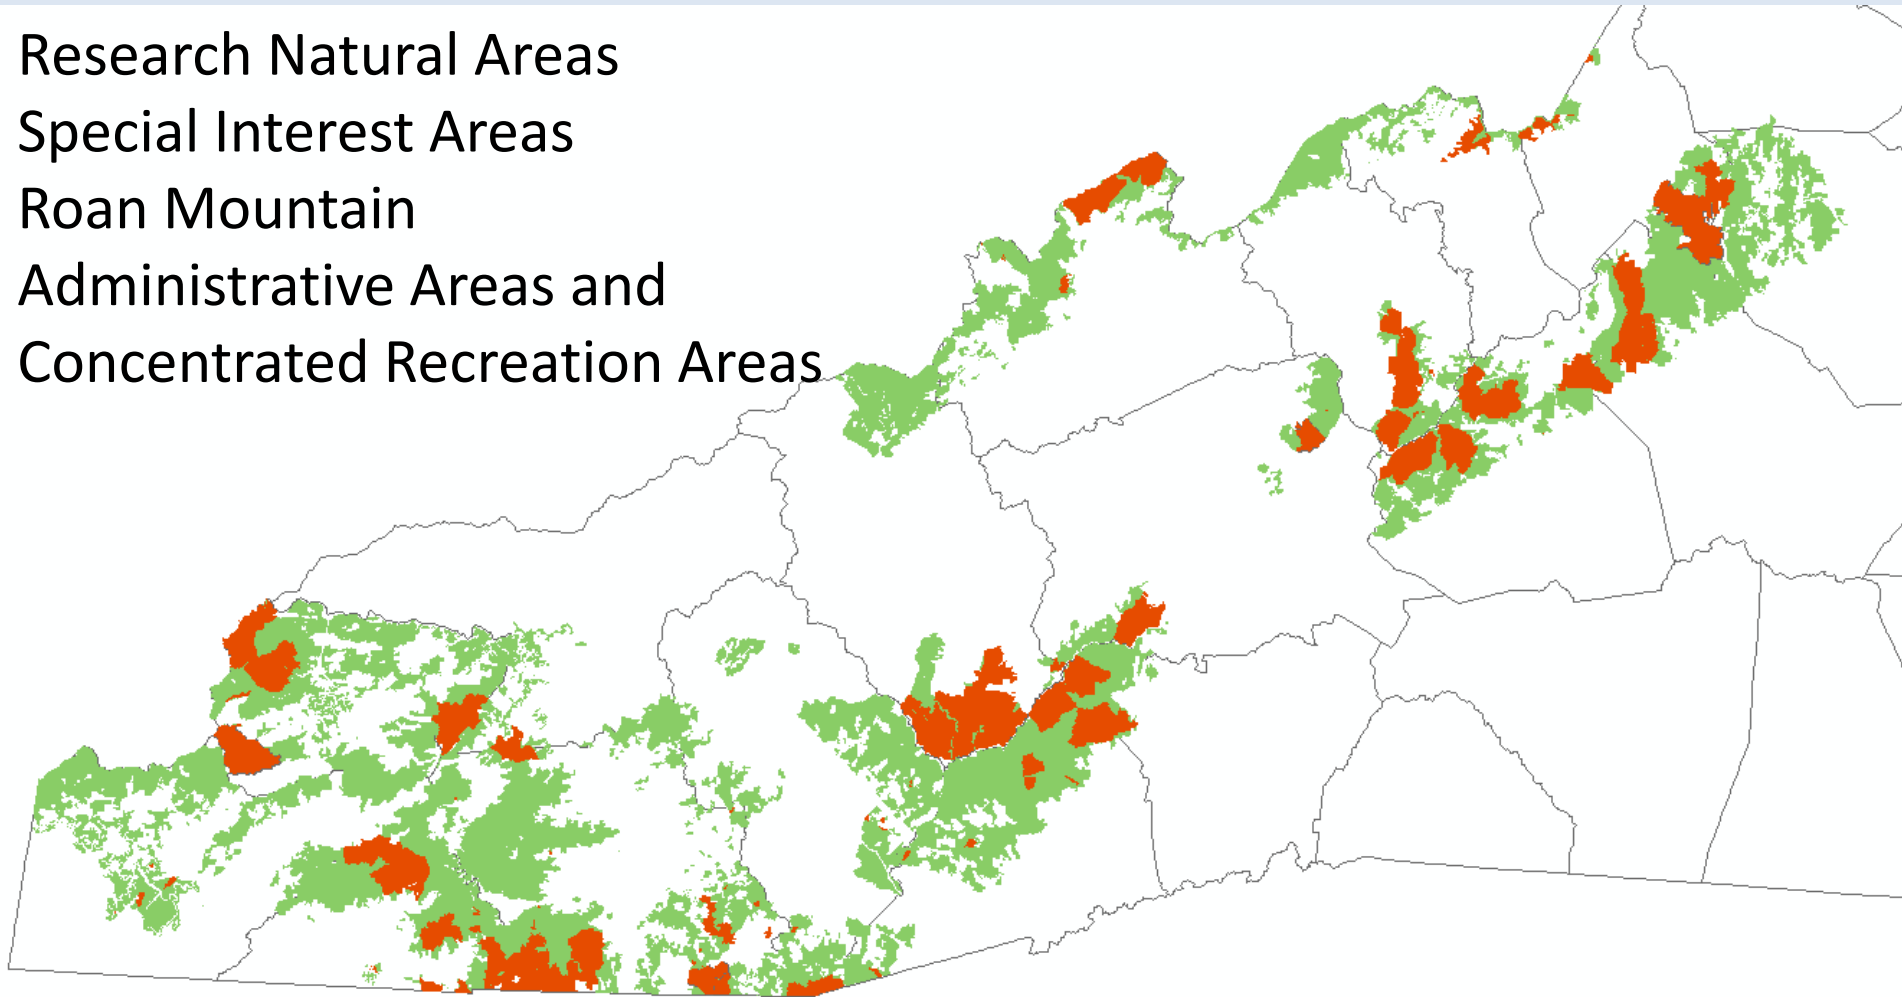 Research Natural Areas
Special Interest Areas
Roan Mountain
Administrative Areas and
Concentrated Recreation Areas